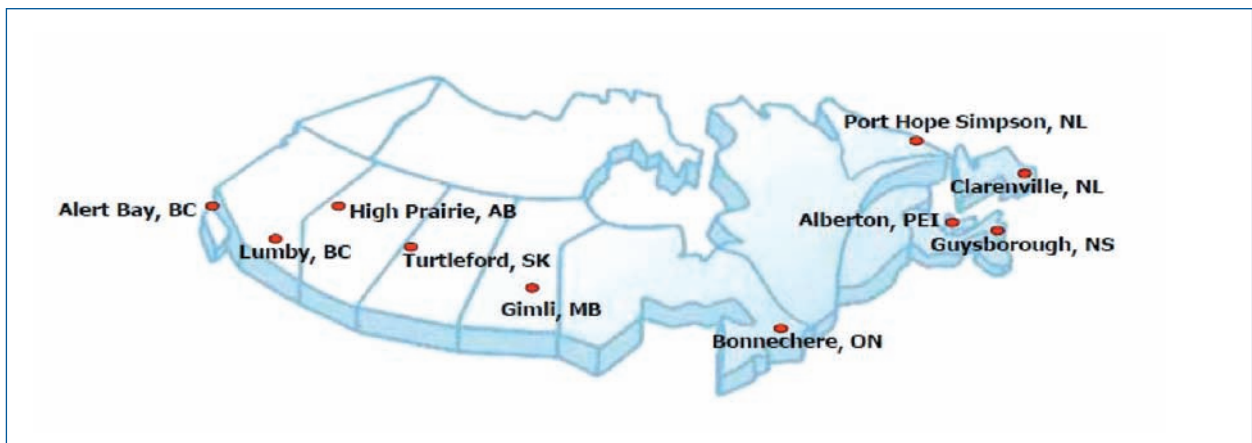 Port Hope Simpson, NL
Clarenville, NL
Alert Bay, BC
High Prairie, AB
Alberton, PEI
Guysborough, NS
Lumby, BC
Turtleford, SK
Gimli, MB
Bonnechere, ON